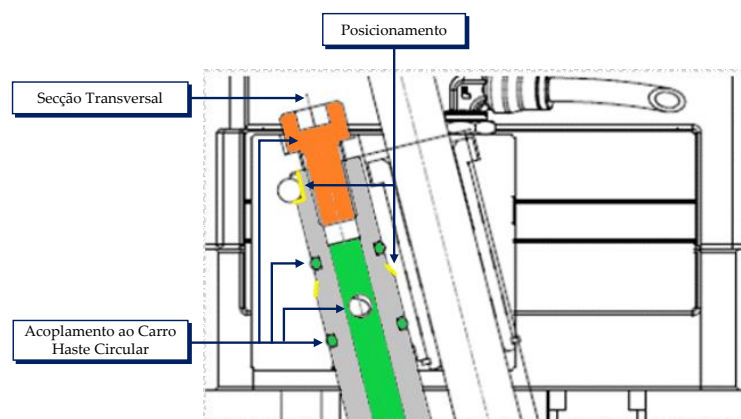 Posicionamento
Secção Transversal
Acoplamento ao Carro
Haste Circular